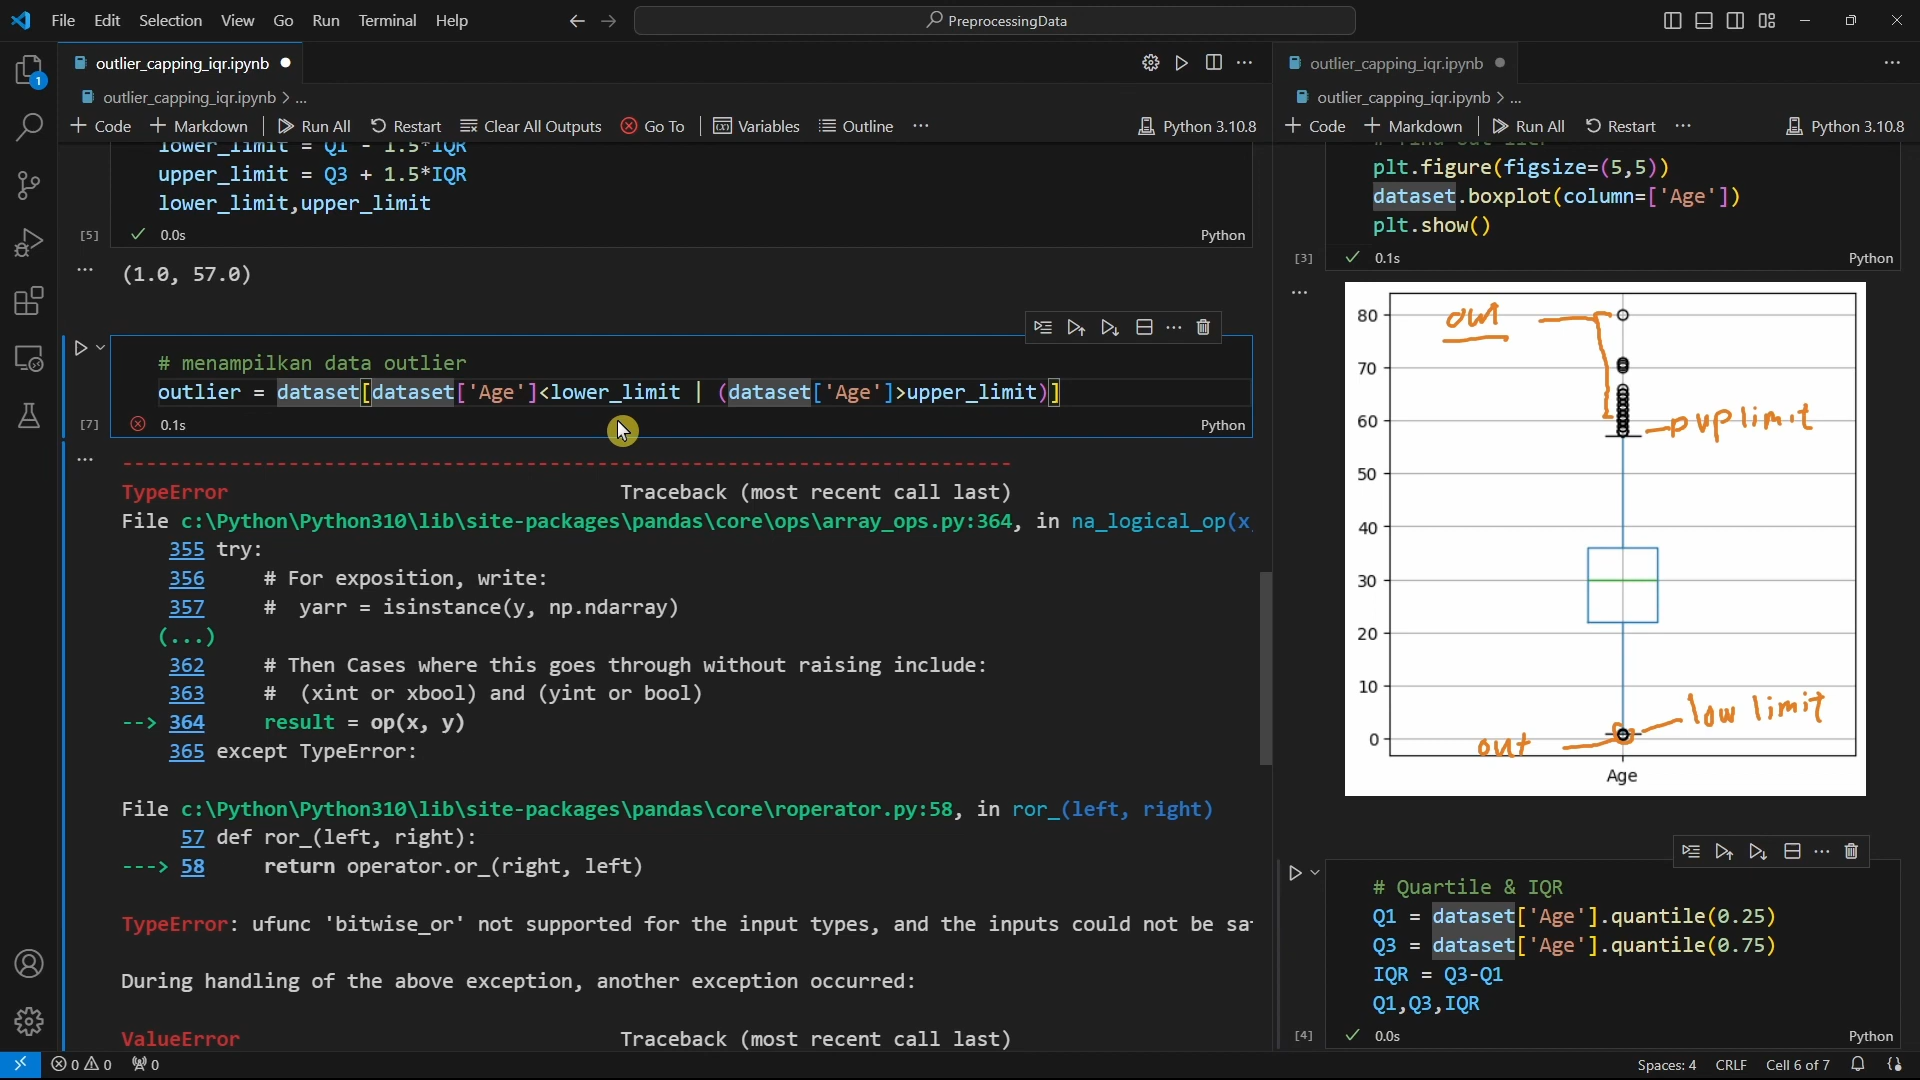 File Edit Selection View Go Run Terminal Help
PreprocessingData
1
outlier_capping_iqr.ipynb
outlier_capping_iqr.ipynb > ...
+ Code + Markdown Run All Restart Clear All Outputs Go To Variables Outline ... Python 3.10.8
lower_limit = Q1 - 1.5*IQR
upper_limit = Q3 + 1.5*IQR
lower_limit,upper_limit
[5] 0.0s Python
(1.0, 57.0)
# menampilkan data outlier
outlier = dataset[dataset['Age']<lower_limit | (dataset['Age']>upper_limit)]
[7] 0.1s Python
---------------------------------------------------------------------------
TypeError Traceback (most recent call last)
File c:\Python\Python310\lib\site-packages\pandas\core\ops\array_ops.py:364, in na_logical_op(x,
355 try:
356 # For exposition, write:
357 # yarr = isinstance(y, np.ndarray)
(...)
362 # Then Cases where this goes through without raising include:
363 # (xint or xbool) and (yint or bool)
--> 364 result = op(x, y)
365 except TypeError:
File c:\Python\Python310\lib\site-packages\pandas\core\roperator.py:58, in ror_(left, right)
57 def ror_(left, right):
---> 58 return operator.or_(right, left)
TypeError: ufunc 'bitwise_or' not supported for the input types, and the inputs could not be sa
During handling of the above exception, another exception occurred:
ValueError Traceback (most recent call last)
outlier_capping_iqr.ipynb
outlier_capping_iqr.ipynb > ...
+ Code + Markdown Run All Restart ... Python 3.10.8
plt.figure(figsize=(5,5))
dataset.boxplot(column=['Age'])
plt.show()
[3] 0.1s Python
80
70
60
50
40
30
20
10
0
Age
out
low limit
# Quartile & IQR
Q1 = dataset['Age'].quantile(0.25)
Q3 = dataset['Age'].quantile(0.75)
IQR = Q3-Q1
Q1,Q3,IQR
[4] 0.0s Python
0 0 0 Spaces: 4 CRLF Cell 6 of 7